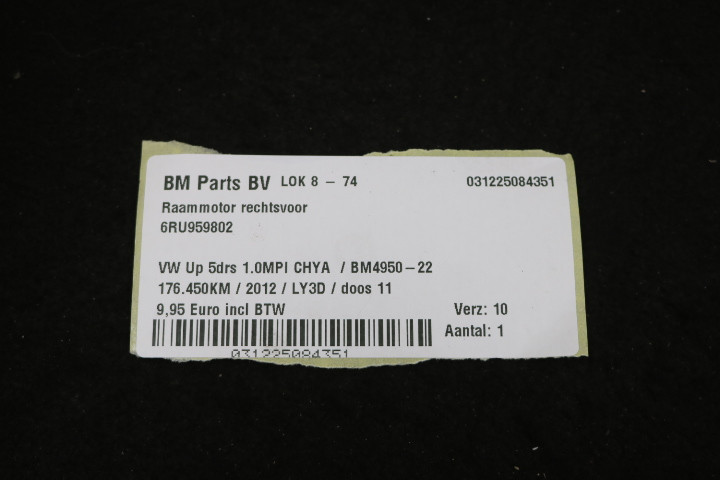 BM Parts BV LOK 8 - 74 031225084351
Raammotor rechtsvoor
6RU959802
VW Up 5drs 1.0MPI CHYA / BM4950-22
176.450KM / 2012 / LY3D / doos 11
9,95 Euro incl BTW Verz: 10
Aantal: 1
031225084351